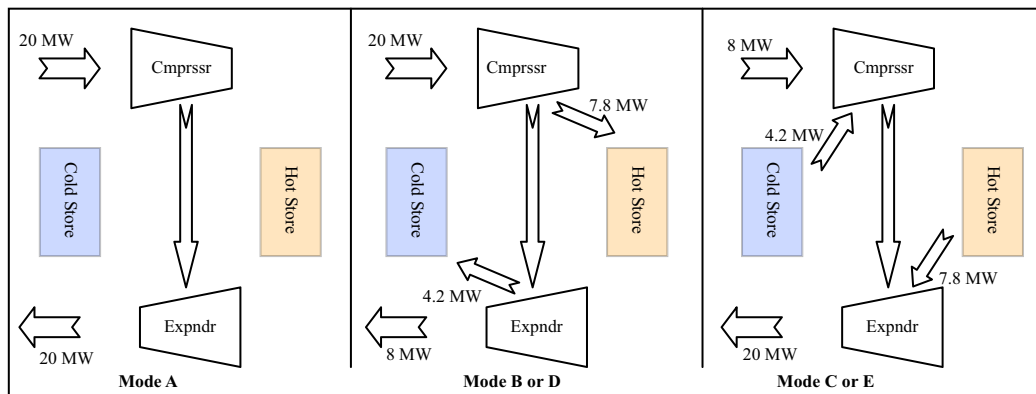 20 MW
Cmprssr
Cold Store
Hot Store
Expndr
20 MW
Mode A
20 MW
Cmprssr
7.8 MW
Cold Store
Hot Store
4.2 MW
Expndr
8 MW
Mode B or D
8 MW
Cmprssr
4.2 MW
Cold Store
Hot Store
7.8 MW
Expndr
20 MW
Mode C or E